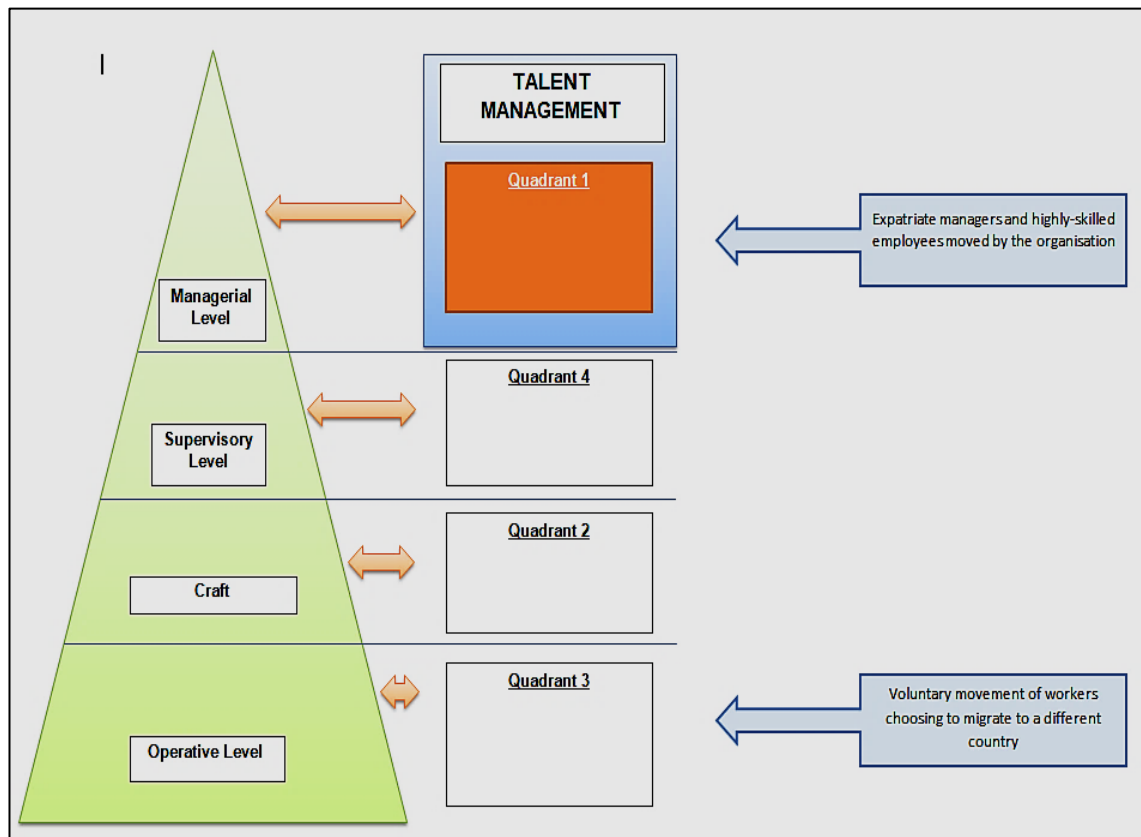 TALENT
MANAGEMENT
Quadrant 1
Expatriate managers and highly-skilled
employees moved by the organisation
Managerial
Level
Quadrant 4
Supervisory
Level
Quadrant 2
Craft
Quadrant 3
Voluntary movement of workers
choosing to migrate to a different
country
Operative Level